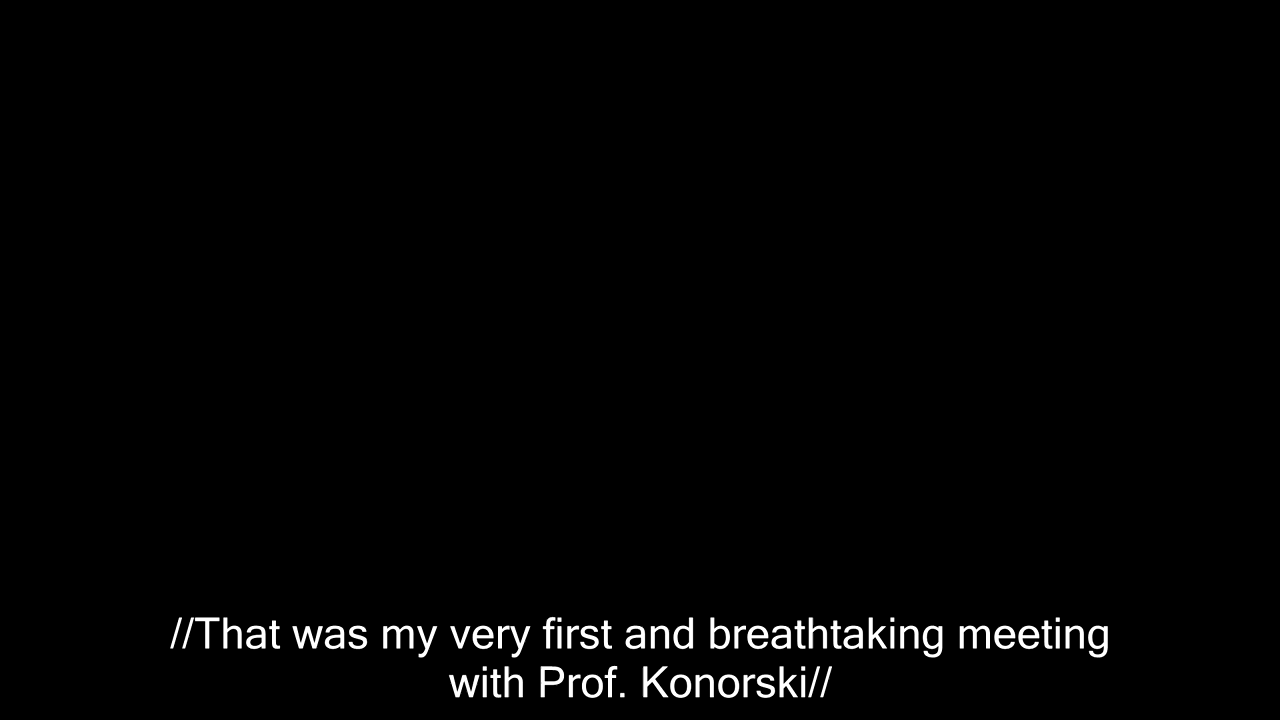 //That was my very first and breathtaking meeting
with Prof. Konorski//